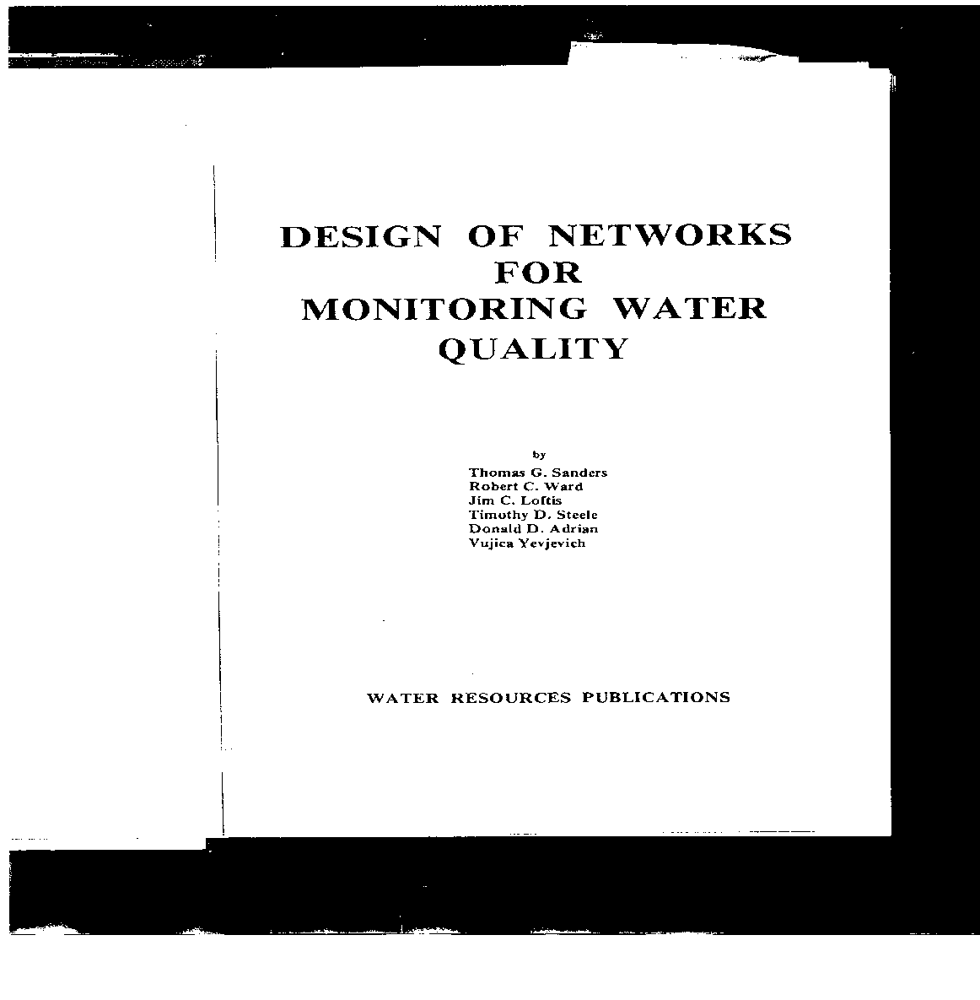 DESIGN OF NETWORKS
FOR
MONITORING WATER
QUALITY
by
Thomas G. Sanders
Robert C. Ward
Jim C. Loftis
Timothy D. Steele
Donald D. Adrian
Vujica Yevjevich
WATER RESOURCES PUBLICATIONS